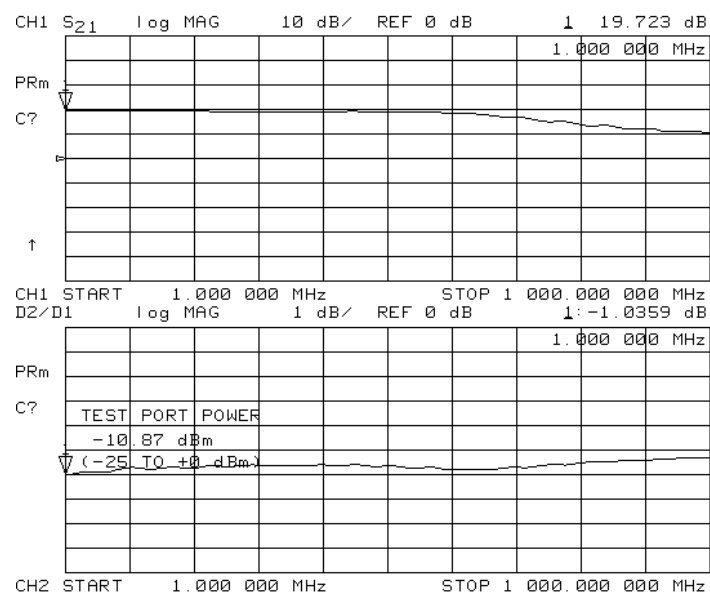 CH1 S21 log MAG 10 dB/ REF 0 dB 1 19.723 dB
1.000 000 MHz
PRm
C?
↑
CH1 START 1.000 000 MHz STOP 1 000.000 000 MHz
D2/D1 log MAG 1 dB/ REF 0 dB 1:-1.0359 dB
1.000 000 MHz
PRm
C?
TEST PORT POWER
-10.87 dBm
(-25 TO +0 dBm)
CH2 START 1.000 000 MHz STOP 1 000.000 000 MHz